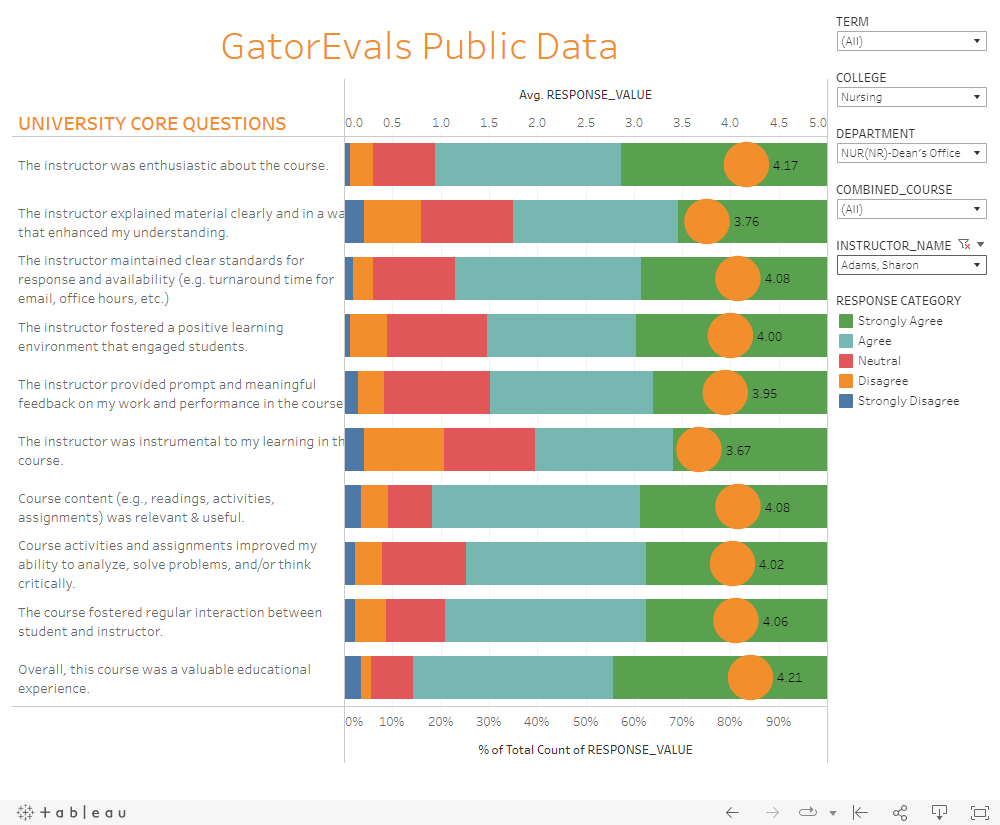 GatorEvals Public Data
Avg. RESPONSE_VALUE
UNIVERSITY CORE QUESTIONS
0.0 0.5 1.0 1.5 2.0 2.5 3.0 3.5 4.0 4.5 5.0
The instructor was enthusiastic about the course.
4.17
The instructor explained material clearly and in a wa
that enhanced my understanding.
3.76
The instructor maintained clear standards for
response and availability (e.g. turnaround time for
email, office hours, etc.)
4.08
The instructor fostered a positive learning
environment that engaged students.
4.00
The instructor provided prompt and meaningful
feedback on my work and performance in the course
3.95
The instructor was instrumental to my learning in th
course.
3.67
Course content (e.g., readings, activities,
assignments) was relevant & useful.
4.08
Course activities and assignments improved my
ability to analyze, solve problems, and/or think
critically.
4.02
The course fostered regular interaction between
student and instructor.
4.06
Overall, this course was a valuable educational
experience.
4.21
0% 10% 20% 30% 40% 50% 60% 70% 80% 90%
% of Total Count of RESPONSE_VALUE
TERM
(All)
COLLEGE
Nursing
DEPARTMENT
NUR(NR)-Dean's Office
COMBINED_COURSE
(All)
INSTRUCTOR_NAME
Adams, Sharon
RESPONSE CATEGORY
Strongly Agree
Agree
Neutral
Disagree
Strongly Disagree
tableau